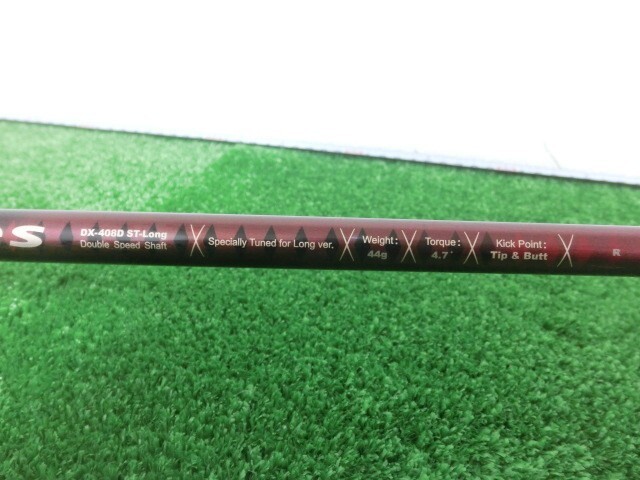 DX-408D ST-Long
Double Speed Shaft
Specially Tuned for Long ver.
Weight:
44g
Torque:
4.7°
Kick Point:
Tip & Butt
R